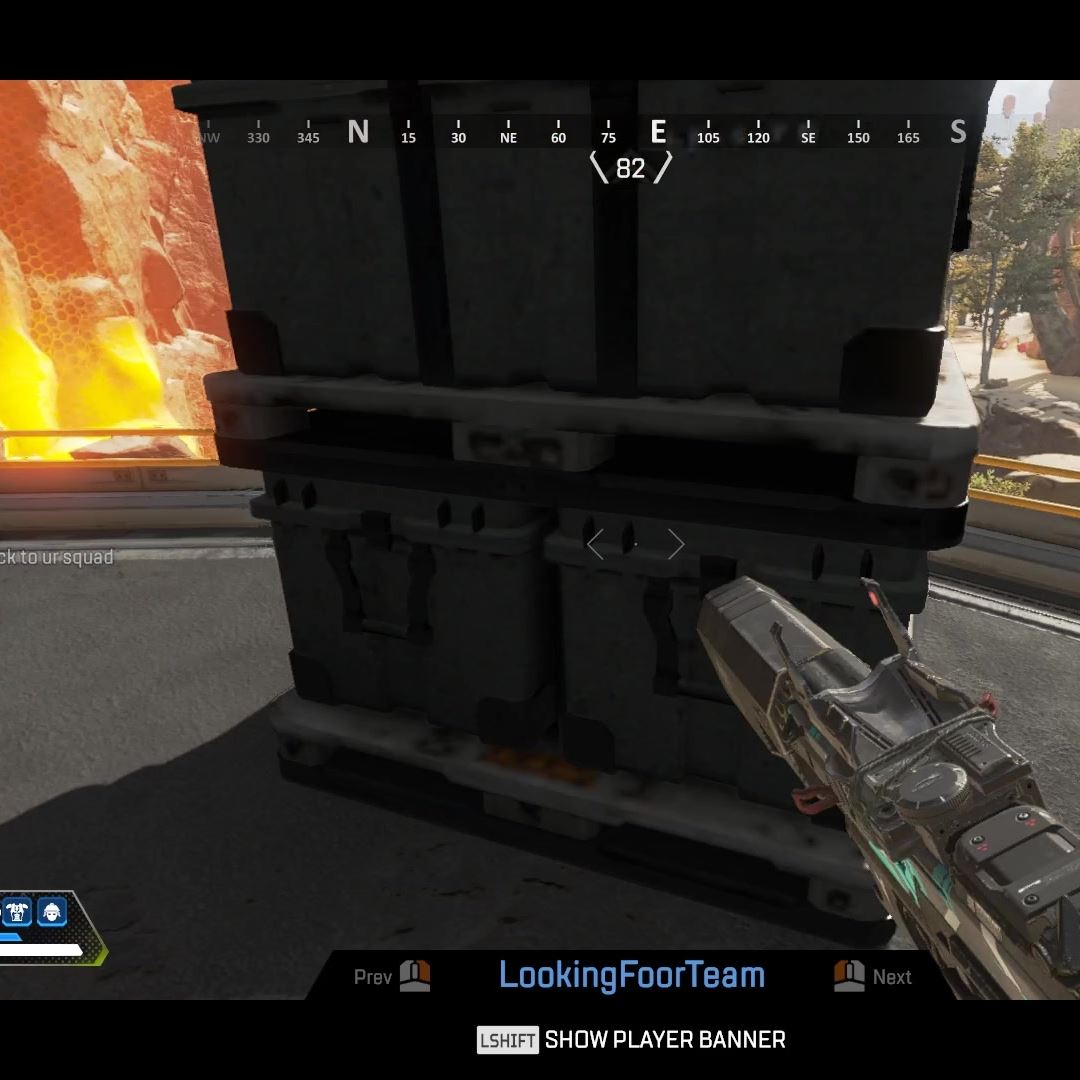 NW 330 345 N 15 30 NE 60 75 E 105 120 SE 150 165 S
82
ck to ur squad
Prev LookingFoorTeam Next
LSHIFT SHOW PLAYER BANNER